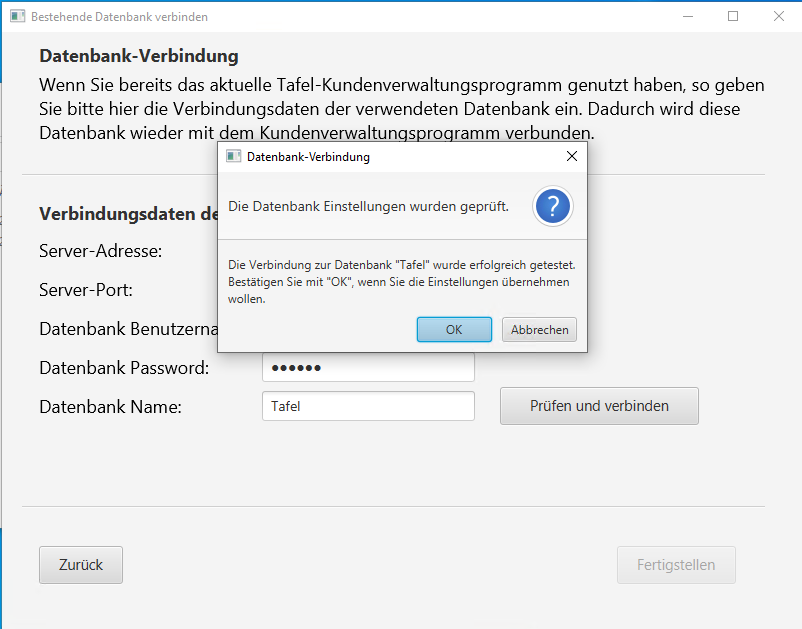 Bestehende Datenbank verbinden
Datenbank-Verbindung
Wenn Sie bereits das aktuelle Tafel-Kundenverwaltungsprogramm genutzt haben, so geben
Sie bitte hier die Verbindungsdaten der verwendeten Datenbank ein. Dadurch wird diese
Datenbank wieder mit dem Kundenverwaltungsprogramm verbunden.
Datenbank-Verbindung
Die Datenbank Einstellungen wurden geprüft.
?
Die Verbindung zur Datenbank "Tafel" wurde erfolgreich getestet.
Bestätigen Sie mit "OK", wenn Sie die Einstellungen übernehmen
wollen.
OK
Abbrechen
Verbindungsdaten de
Server-Adresse:
Server-Port:
Datenbank Benutzerna
Datenbank Password:
●●●●●●
Datenbank Name:
Tafel
Prüfen und verbinden
Zurück
Fertigstellen